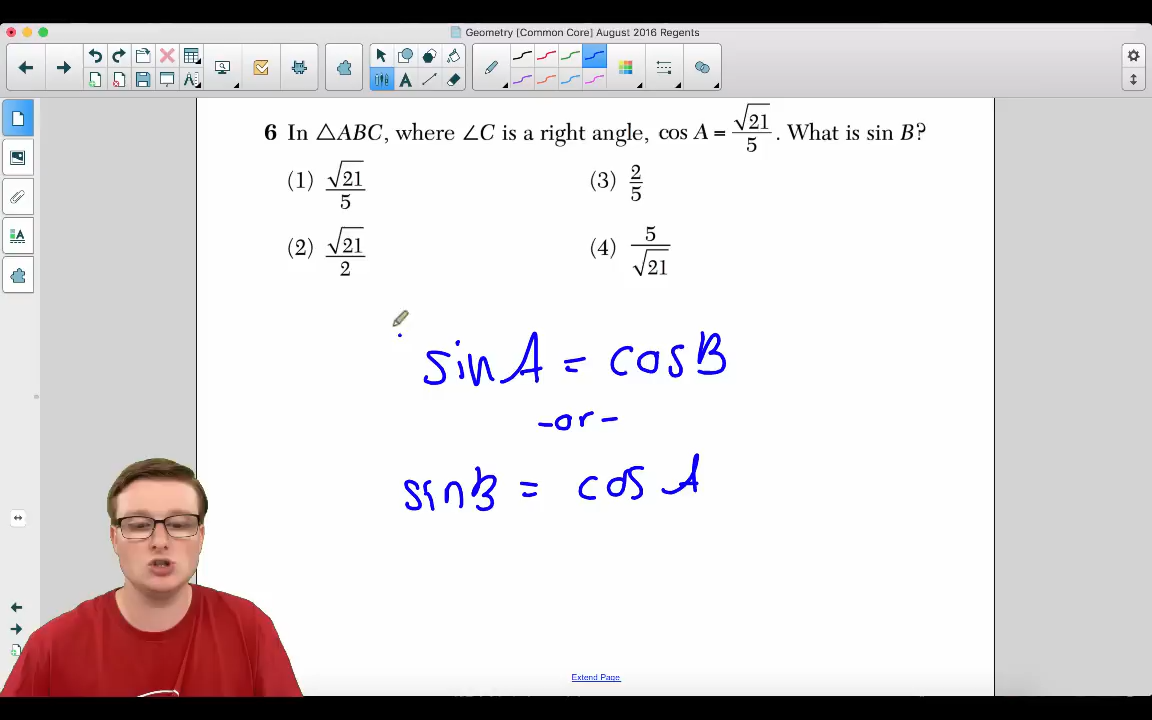 Geometry [Common Core] August 2016 Regents
6 In △ABC, where ∠C is a right angle, cos A = √21/5. What is sin B?
(1) √21/5
(3) 2/5
(2) √21/2
(4) 5/√21
sin A = cos B
-or-
sin B = cos A
Extend Page